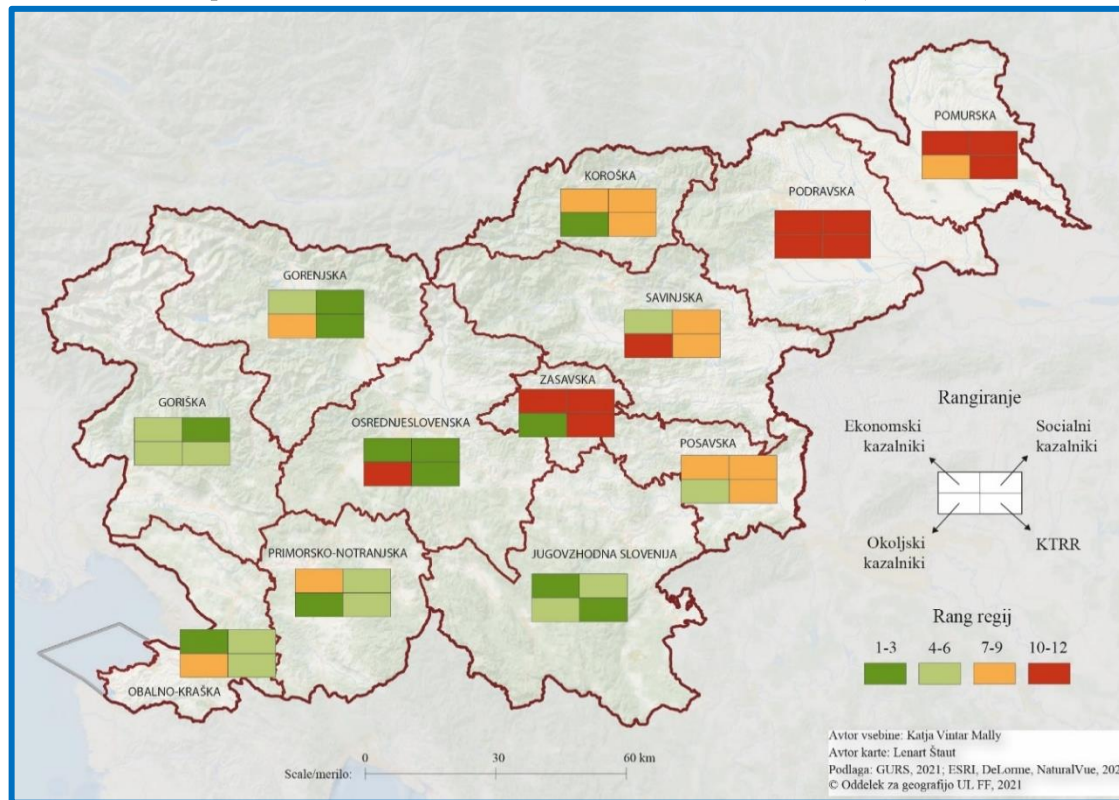 POMURSKA
KOROŠKA
PODRAVSKA
GORENJSKA
SAVINJSKA
ZASAVSKA
GORIŠKA
OSREDNJESLOVENSKA
POSAVSKA
PRIMORSKO-NOTRANJSKA
JUGOVZHODNA SLOVENIJA
OBALNO-KRAŠKA
Rangiranje
Ekonomski
kazalniki
Socialni
kazalniki
Okoljski
kazalniki
KTRR
Rang regij
1-3 4-6 7-9 10-12
0 60 km
Scale/merilo:
Avtor vsebine: Katja Vintar Mally
Avtor karte: Lenart Štaut
Podlaga: GURS, 2021; ESRI, DeLorme, NaturalVue, 202
© Oddelek za geografijo UL FF, 2021